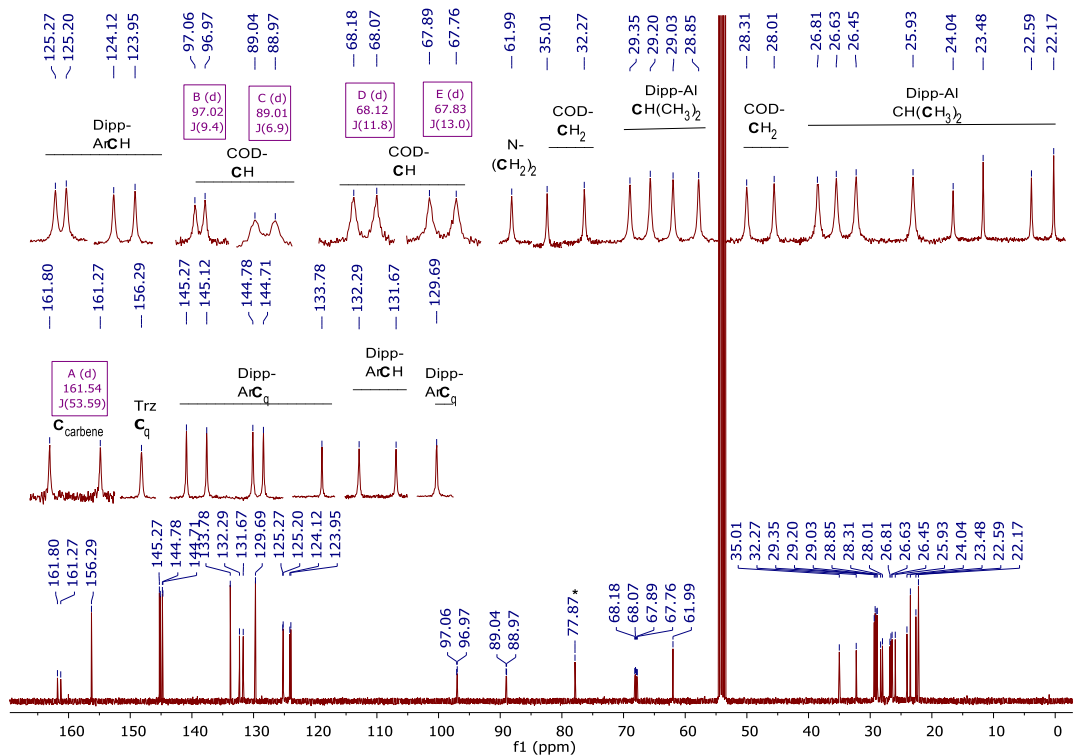 125.27 125.20 124.12 123.95 97.06 96.97 89.04 88.97 68.18 68.07 67.89 67.76 61.99 35.01 32.27 29.35 29.20 29.03 28.85 28.31 28.01 26.81 26.63 26.45 25.93 24.04 23.48 22.59 22.17
Dipp-
ArCH
B (d)
97.02
J(9.4)
C (d)
89.01
J(6.9)
COD-
CH
D (d)
68.12
J(11.8)
E (d)
67.83
J(13.0)
COD-
CH
N-
(CH2)2
COD-
CH2
Dipp-Al
CH(CH3)2
COD-
CH2
Dipp-Al
CH(CH3)2
161.80 161.27 156.29 145.27 145.12 144.78 144.71 133.78 132.29 131.67 129.69
A (d)
161.54
J(53.59)
Ccarbene
Trz
Cq
Dipp-
ArCq
Dipp-
ArCH
Dipp-
ArCq
161.80 161.27 156.29 145.27 144.78 144.71 133.78 132.29 131.67 129.69 125.27 125.20 124.12 123.95
97.06 96.97 89.04 88.97 77.87* 68.18 68.07 67.89 67.76 61.99
35.01 32.27 29.35 29.20 29.03 28.85 28.31 28.01 26.81 26.63 26.45 25.93 24.04 23.48 22.59 22.17
160 150 140 130 120 110 100 90 80 70 60 50 40 30 20 10 0
f1 (ppm)